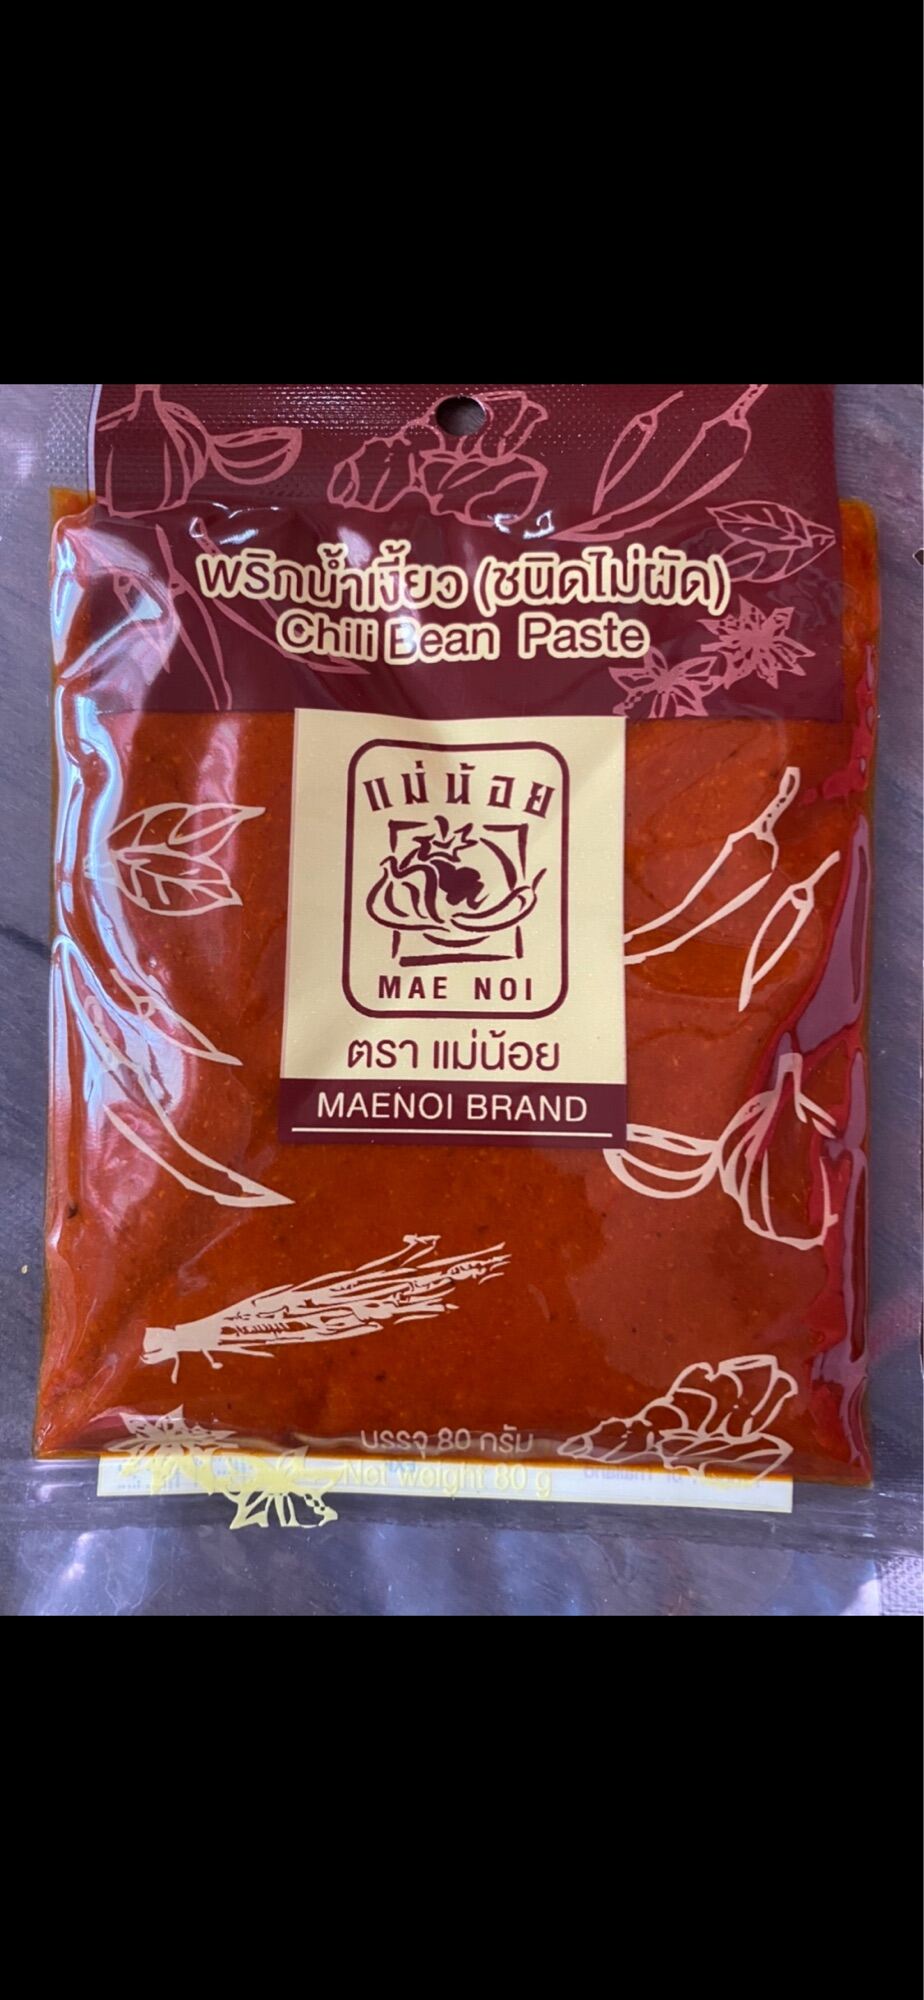 พริกน้ำเงี้ยว (ชนิดไม่ผัด)
Chili Bean Paste
แม่น้อย
MAE NOI
ตรา แม่น้อย
MAENOI BRAND
บรรจุ 80 กรัม
Net weight 80 g